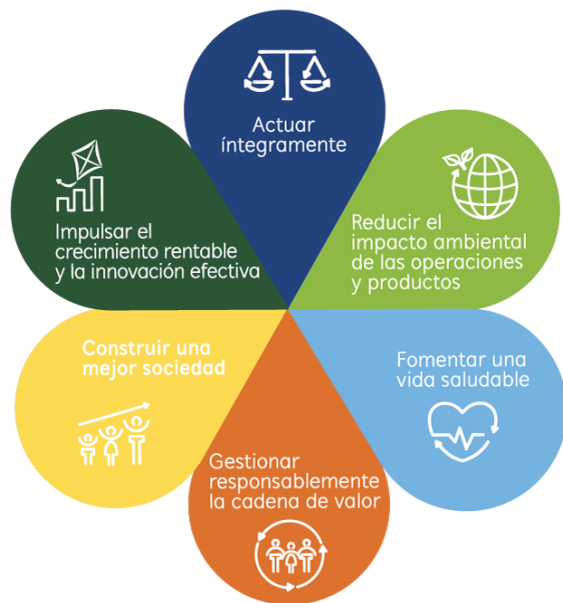 Actuar
íntegramente
Reducir el
impacto ambiental
de las operaciones
y productos
Fomentar una
vida saludable
Gestionar
responsablemente
la cadena de valor
Construir una
mejor sociedad
Impulsar el
crecimiento rentable
y la innovación efectiva